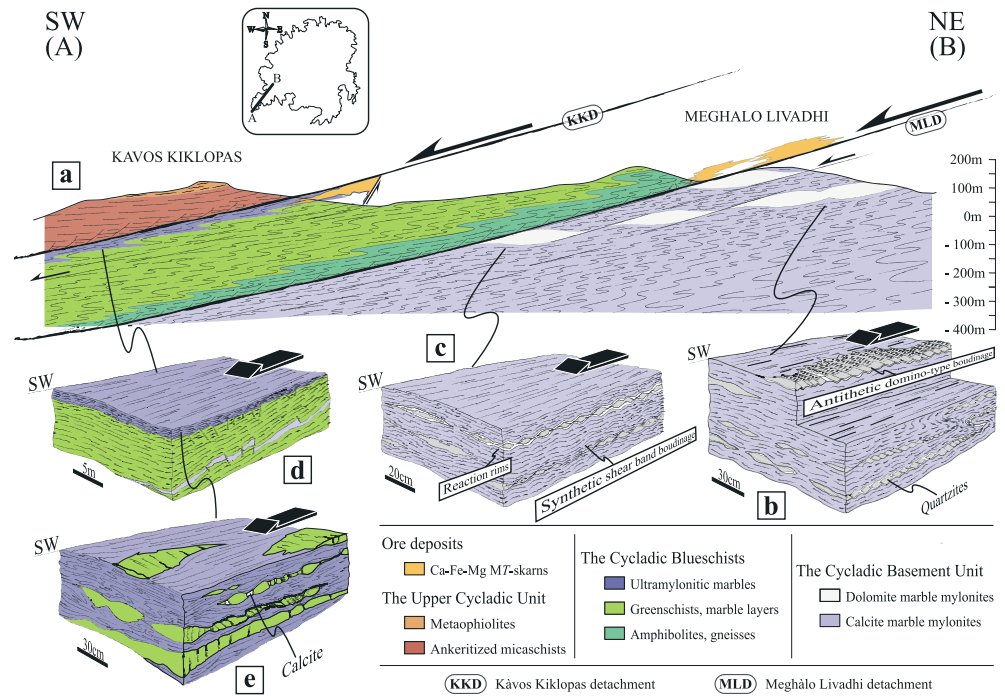 SW
(A)
NE
(B)
N
W E
S
B
A
KKD
MEGHALO LIVADHI
MLD
KAVOS KIKLOPAS
a
200m
100m
0m
- 100m
- 200m
- 300m
- 400m
c
SW
SW
SW
Antithetic domino-type boudinage
5m
d
20cm
Reaction rims
Synthetic shear band boudinage
30cm
b
Quartzites
SW
30cm
e
Calcite
Ore deposits
Ca-Fe-Mg MT-skarns
The Upper Cycladic Unit
Metaophiolites
Ankeritized micaschists
The Cycladic Blueschists
Ultramylonitic marbles
Greenschists, marble layers
Amphibolites, gneisses
The Cycladic Basement Unit
Dolomite marble mylonites
Calcite marble mylonites
KKD Kàvos Kiklopas detachment
MLD Meghàlo Livadhi detachment